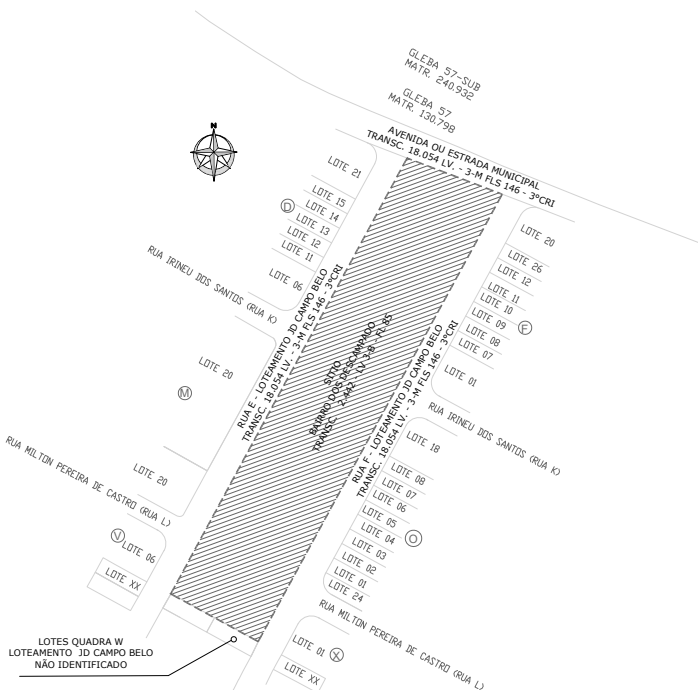 GLEBA 57-SUB
MATR. 240.932
GLEBA 57
MATR. 130.798
AVENIDA OU ESTRADA MUNICIPAL
TRANSC. 18.054 LV. - 3-M FLS 146 - 3ºCRI
N
LOTE 21
LOTE 15
LOTE 14
LOTE 13
LOTE 12
LOTE 11
LOTE 06
D
RUA IRINEU DOS SANTOS (RUA K)
LOTE 20
M
LOTE 20
RUA MILTON PEREIRA DE CASTRO (RUA L)
V
LOTE 06
LOTE XX
RUA E - LOTEAMENTO JD CAMPO BELO
TRANSC. 18.054 LV. - 3-M FLS 146 - 3ºCRI
SÍTIO
BAIRRO DOS DESCAMPADO
TRANSC. 2.442 - LV 3-B - FL 85
RUA F - LOTEAMENTO JD CAMPO BELO
TRANSC. 18.054 LV. - 3-M FLS 146 - 3ºCRI
LOTE 20
LOTE 26
LOTE 12
LOTE 11
LOTE 10
LOTE 09
LOTE 08
LOTE 07
LOTE 01
F
RUA IRINEU DOS SANTOS (RUA K)
LOTE 18
LOTE 08
LOTE 07
LOTE 06
LOTE 05
LOTE 04
LOTE 03
LOTE 02
LOTE 01
LOTE 24
O
RUA MILTON PEREIRA DE CASTRO (RUA L)
LOTE 01
X
LOTE XX
LOTES QUADRA W
LOTEAMENTO JD CAMPO BELO
NÃO IDENTIFICADO